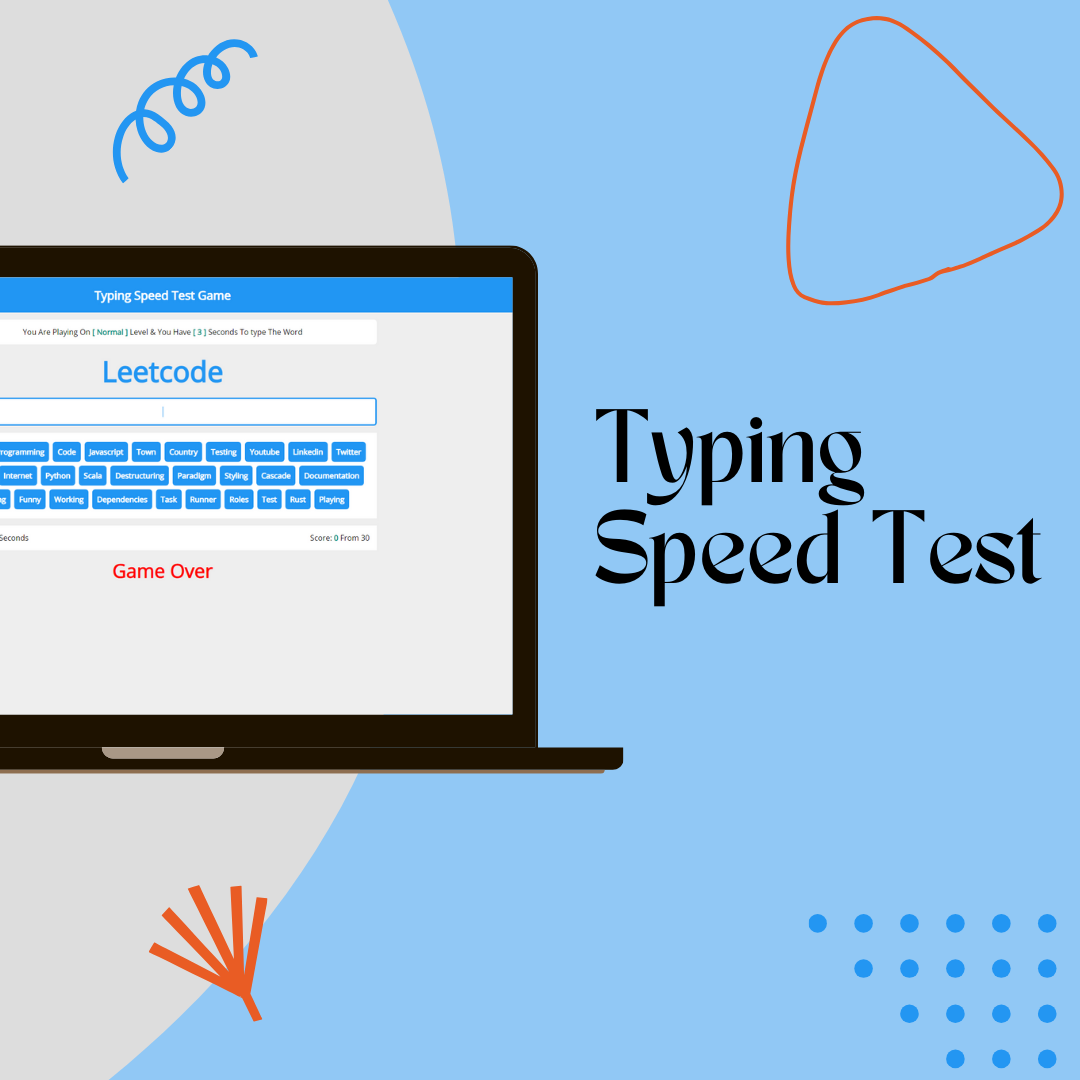 Typing Speed Test Game
You Are Playing On [ Normal ] Level & You Have [ 3 ] Seconds To type The Word
Leetcode
Code Javascript Town Country Testing Youtube Linkedin Twitter
Internet Python Scala Destructuring Paradigm Styling Cascade Documentation
Funny Working Dependencies Task Runner Roles Test Rust Playing
Seconds Score: 0 From 30
Game Over
Typing
Speed Test